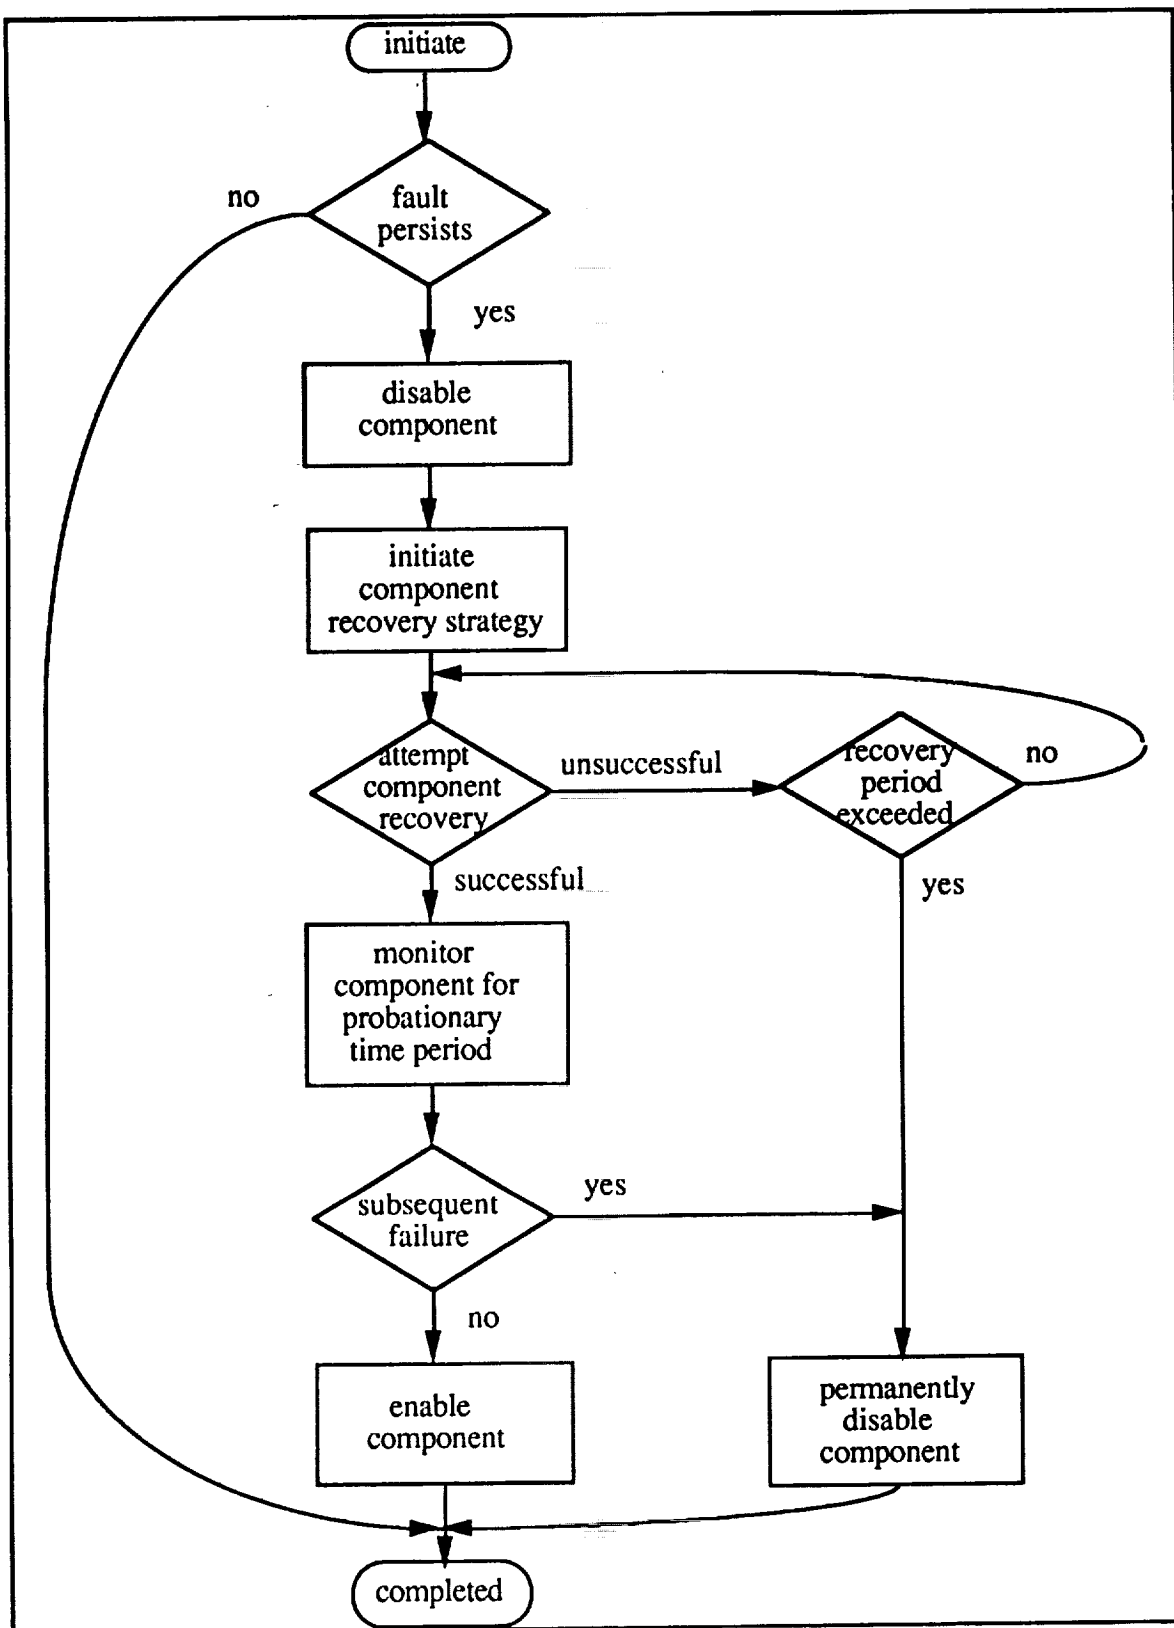 initiate
no
fault
persists
yes
disable
component
initiate
component
recovery strategy
attempt
component
recovery
unsuccessful
recovery
period
exceeded
no
successful
yes
monitor
component for
probationary
time period
subsequent
failure
yes
no
enable
component
permanently
disable
component
completed